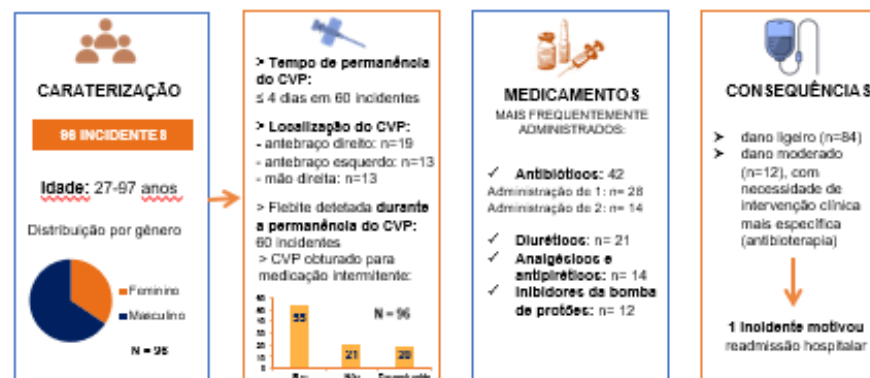 CARATERIZAÇÃO
96 INCIDENTES
Idade: 27-97 anos
Distribuição por gênero
Feminino
Masculino
N = 96
> Tempo de permanência
do CVP:
≤ 4 dias em 60 incidentes
> Localização do CVP:
- antebraço direito: n=19
- antebraço esquerdo: n=13
- mão direita: n=13
> Flebite detetada durante
a permanência do CVP:
60 incidentes
> CVP obturado para
medicação intermitente:
N = 96
55
21
20
MEDICAMENTOS
MAIS FREQUENTEMENTE
ADMINISTRADOS:
✓ Antibióticos: 42
Administração de 1: n= 28
Administração de 2: n= 14
✓ Diuréticos: n= 21
✓ Analgésicos e
antipiréticos: n= 14
✓ Inibidores da bomba
de protões: n= 12
CONSEQUÊNCIAS
➤ dano ligeiro (n=84)
➤ dano moderado
(n=12), com
necessidade de
intervenção clínica
mais específica
(antibioterapia)
1 incidente motivou
readmissão hospitalar